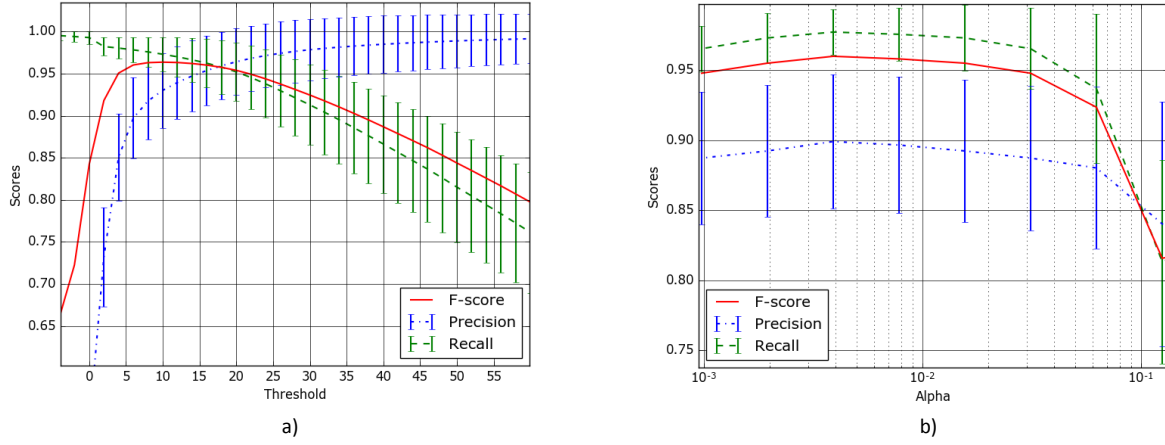 1.00
0.95
0.90
0.85
0.80
0.75
0.70
0.65
Scores
0 5 10 15 20 25 30 35 40 45 50 55
Threshold
F-score
Precision
Recall
a)
0.95
0.90
0.85
0.80
0.75
Scores
10⁻³ 10⁻² 10⁻¹
Alpha
F-score
Precision
Recall
b)